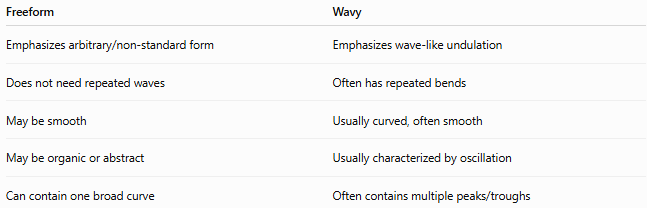 Freeform Wavy
Emphasizes arbitrary/non-standard form Emphasizes wave-like undulation
Does not need repeated waves Often has repeated bends
May be smooth Usually curved, often smooth
May be organic or abstract Usually characterized by oscillation
Can contain one broad curve Often contains multiple peaks/troughs